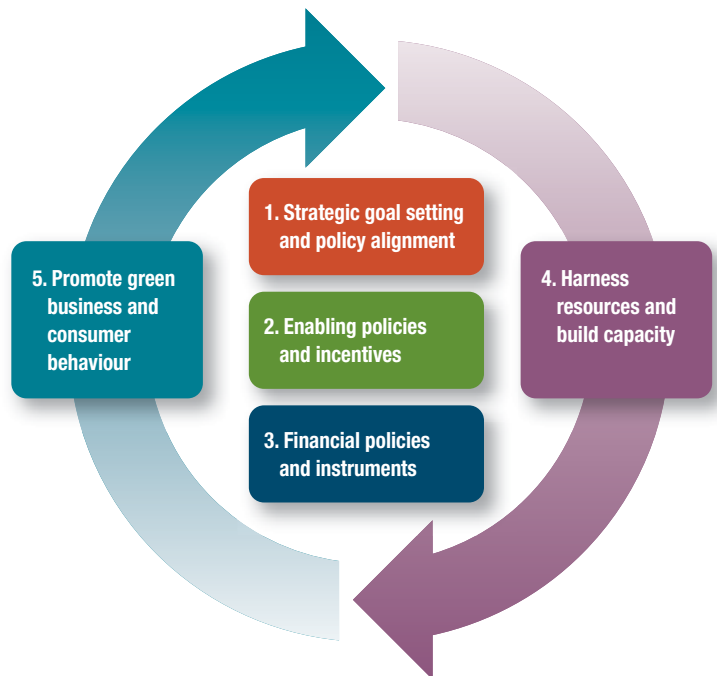 1. Strategic goal setting
and policy alignment
2. Enabling policies
and incentives
3. Financial policies
and instruments
4. Harness
resources and
build capacity
5. Promote green
business and
consumer
behaviour